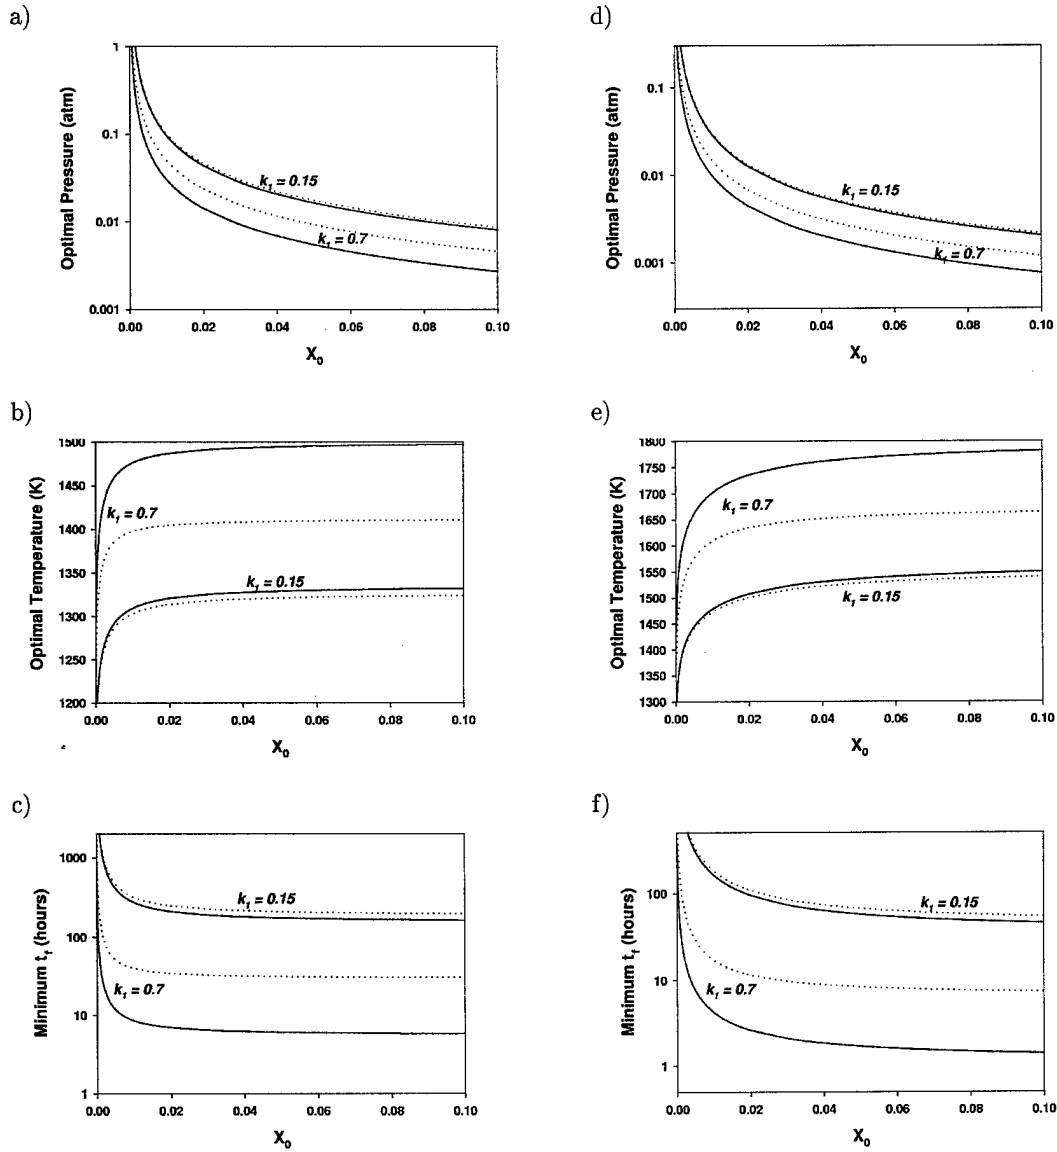 a)
Optimal Pressure (atm)
1
0.1
0.01
0.001
k₁ = 0.15
k₁ = 0.7
0.00 0.02 0.04 0.06 0.08 0.10
X₀
d)
Optimal Pressure (atm)
0.1
0.01
0.001
k₁ = 0.15
k₁ = 0.7
0.00 0.02 0.04 0.06 0.08 0.10
X₀
b)
Optimal Temperature (K)
1500
1450
1400
1350
1300
1250
1200
k₁ = 0.7
k₁ = 0.15
0.00 0.02 0.04 0.06 0.08 0.10
X₀
e)
Optimal Temperature (K)
1800
1750
1700
1650
1600
1550
1500
1450
1400
1350
1300
k₁ = 0.7
k₁ = 0.15
0.00 0.02 0.04 0.06 0.08 0.10
X₀
c)
Minimum t_f (hours)
1000
100
10
1
k₁ = 0.15
k₁ = 0.7
0.00 0.02 0.04 0.06 0.08 0.10
X₀
f)
Minimum t_f (hours)
100
10
1
k₁ = 0.15
k₁ = 0.7
0.00 0.02 0.04 0.06 0.08 0.10
X₀